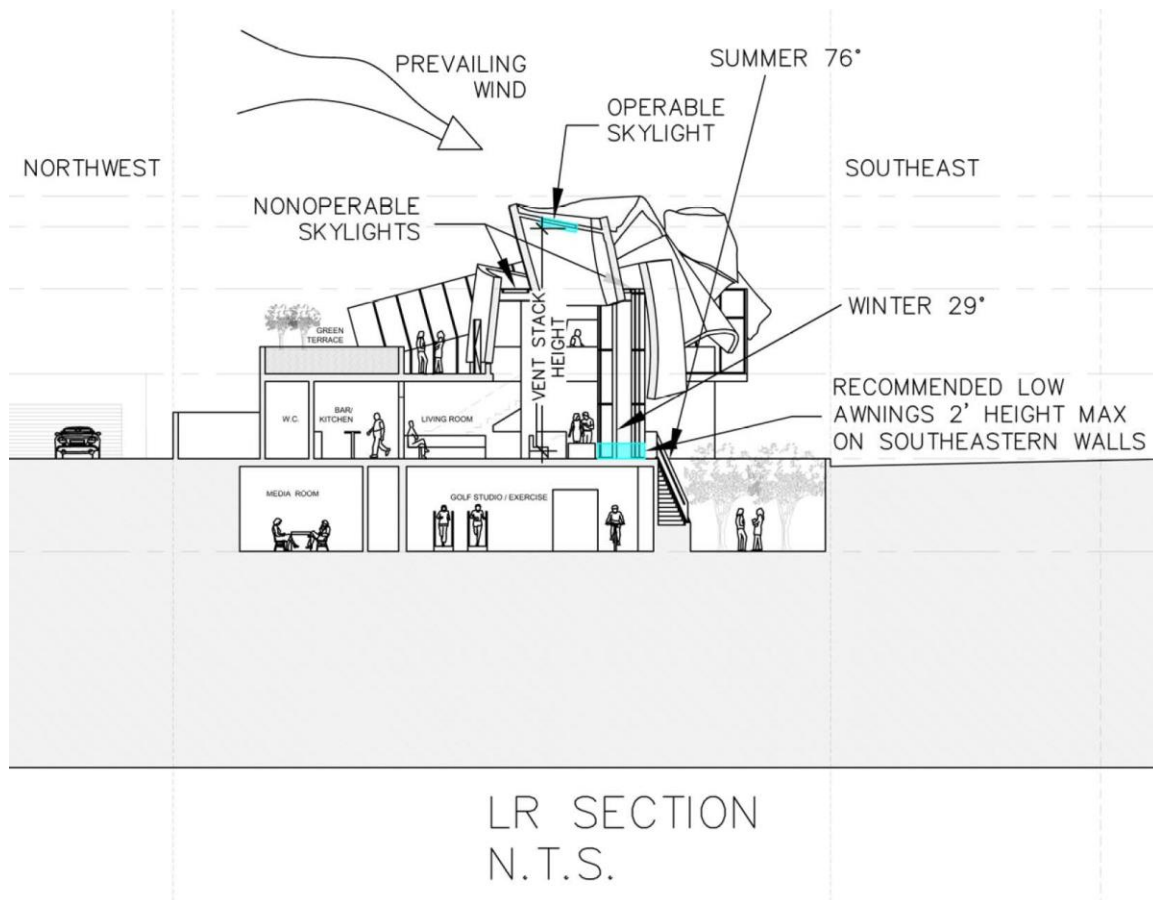 PREVAILING
WIND
SUMMER 76°
OPERABLE
SKYLIGHT
NORTHWEST
SOUTHEAST
NONOPERABLE
SKYLIGHTS
WINTER 29°
GREEN
TERRACE
VENT STACK
HEIGHT
RECOMMENDED LOW
AWNINGS 2' HEIGHT MAX
ON SOUTHEASTERN WALLS
W.C.
BAR/
KITCHEN
LIVING ROOM
MEDIA ROOM
GOLF STUDIO / EXERCISE
LR SECTION
N.T.S.